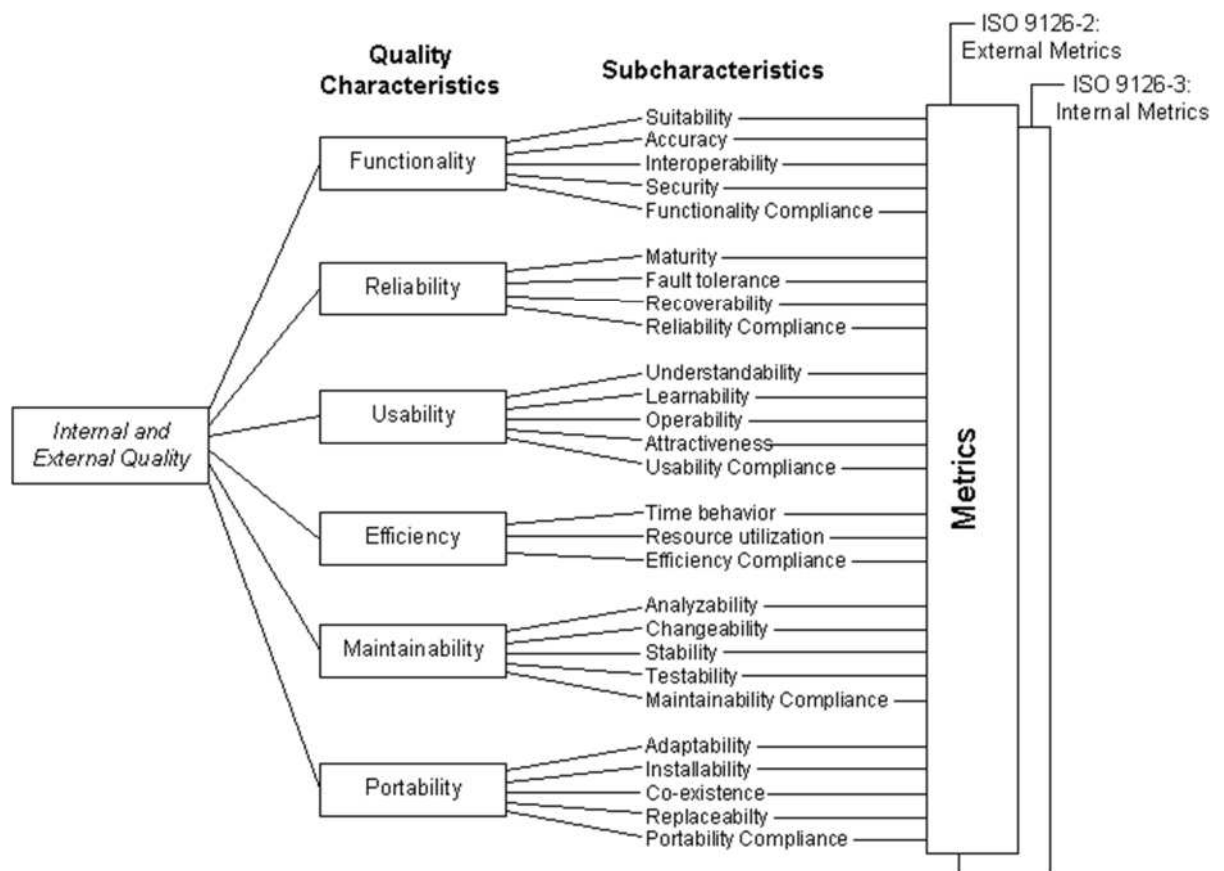 ISO 9126-2:
External Metrics
ISO 9126-3:
Internal Metrics
Quality
Characteristics
Subcharacteristics
Internal and
External Quality
Functionality
Suitability
Accuracy
Interoperability
Security
Functionality Compliance
Reliability
Maturity
Fault tolerance
Recoverability
Reliability Compliance
Usability
Understandability
Learnability
Operability
Attractiveness
Usability Compliance
Efficiency
Time behavior
Resource utilization
Efficiency Compliance
Maintainability
Analyzability
Changeability
Stability
Testability
Maintainability Compliance
Portability
Adaptability
Installability
Co-existence
Replaceabilty
Portability Compliance
Metrics